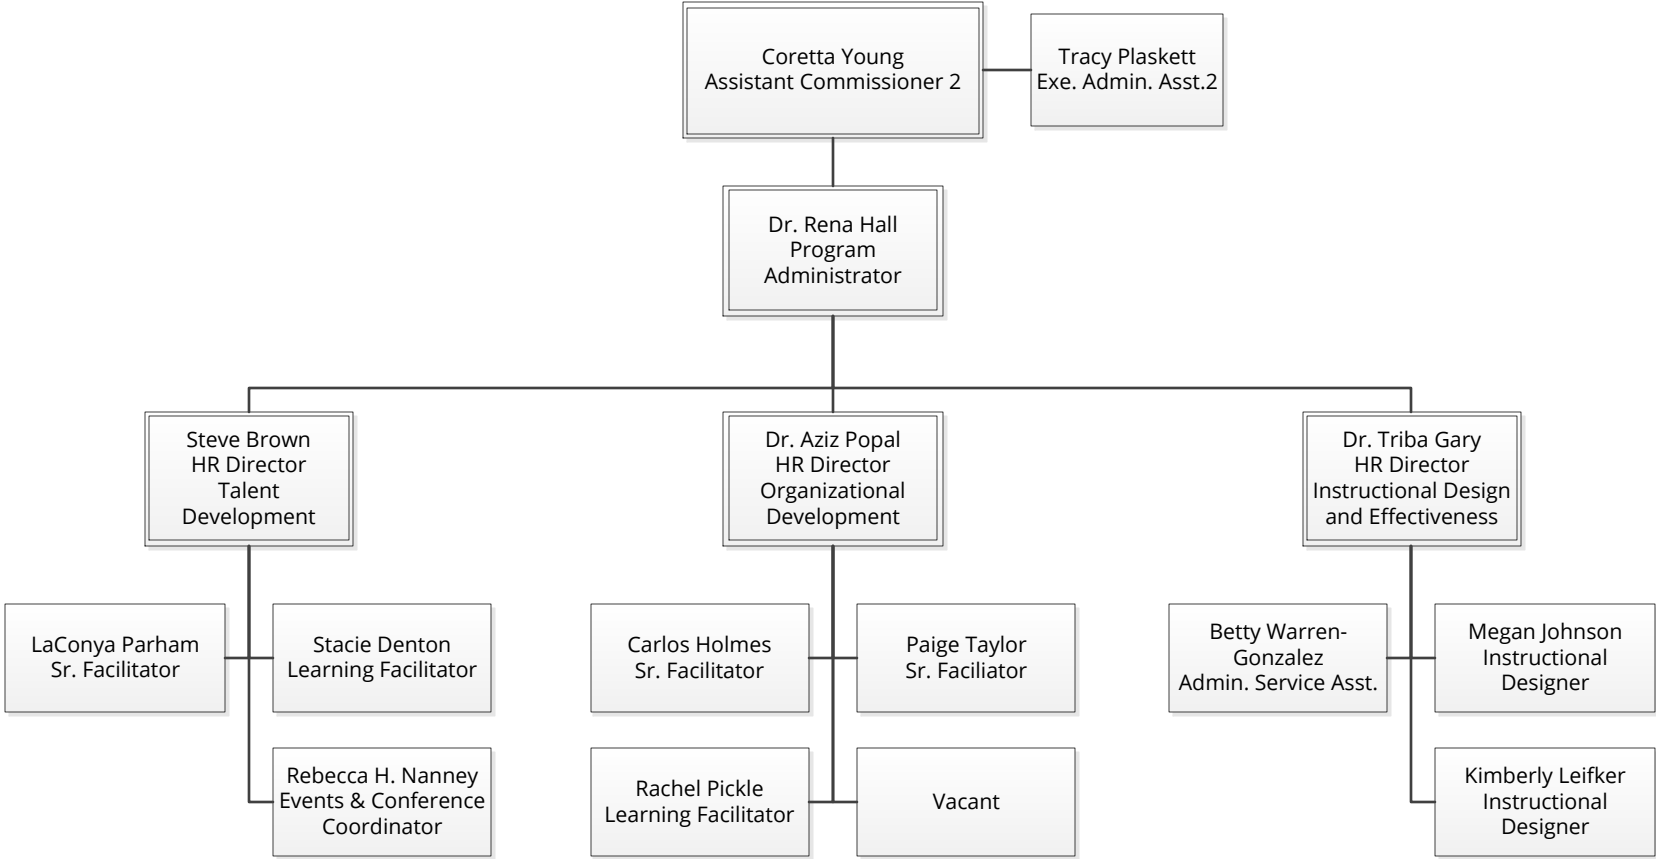 Coretta Young
Assistant Commissioner 2
Tracy Plaskett
Exe. Admin. Asst.2
Dr. Rena Hall
Program
Administrator
Steve Brown
HR Director
Talent
Development
Dr. Aziz Popal
HR Director
Organizational
Development
Dr. Triba Gary
HR Director
Instructional Design
and Effectiveness
LaConya Parham
Sr. Facilitator
Stacie Denton
Learning Facilitator
Carlos Holmes
Sr. Facilitator
Paige Taylor
Sr. Faciliator
Betty Warren-
Gonzalez
Admin. Service Asst.
Megan Johnson
Instructional
Designer
Rebecca H. Nanney
Events & Conference
Coordinator
Rachel Pickle
Learning Facilitator
Vacant
Kimberly Leifker
Instructional
Designer